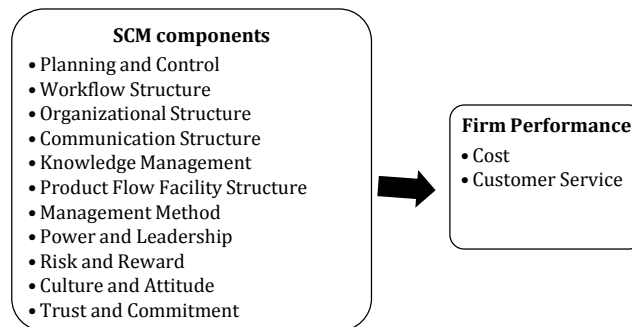 SCM components
• Planning and Control
• Workflow Structure
• Organizational Structure
• Communication Structure
• Knowledge Management
• Product Flow Facility Structure
• Management Method
• Power and Leadership
• Risk and Reward
• Culture and Attitude
• Trust and Commitment
Firm Performance
• Cost
• Customer Service